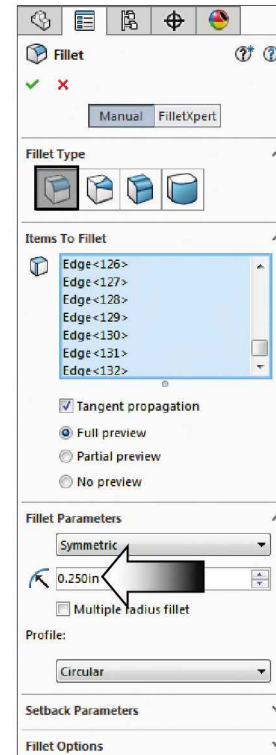 Fillet
Manual FilletXpert
Fillet Type
Items To Fillet
Edge<126>
Edge<127>
Edge<128>
Edge<129>
Edge<130>
Edge<131>
Edge<132>
Tangent propagation
Full preview
Partial preview
No preview
Fillet Parameters
Symmetric
0.250in
Multiple radius fillet
Profile:
Circular
Setback Parameters
Fillet Options